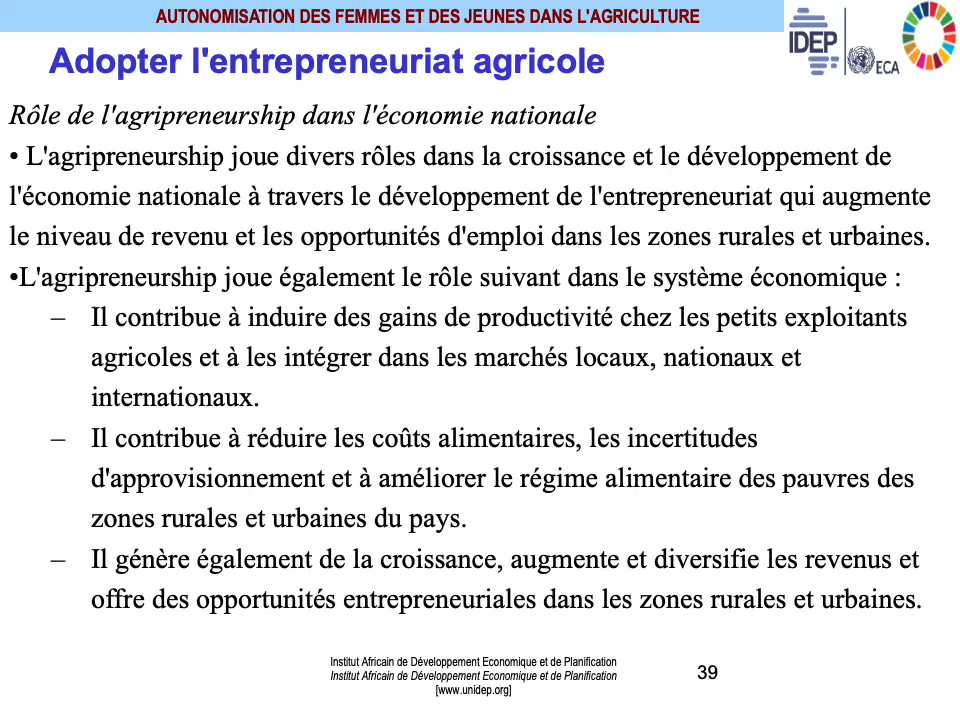 AUTONOMISATION DES FEMMES ET DES JEUNES DANS L'AGRICULTURE
IDEP
ECA
Adopter l'entrepreneuriat agricole
Rôle de l'agripreneurship dans l'économie nationale
• L'agripreneurship joue divers rôles dans la croissance et le développement de
l'économie nationale à travers le développement de l'entrepreneuriat qui augmente
le niveau de revenu et les opportunités d'emploi dans les zones rurales et urbaines.
•L'agripreneurship joue également le rôle suivant dans le système économique :
– Il contribue à induire des gains de productivité chez les petits exploitants
agricoles et à les intégrer dans les marchés locaux, nationaux et
internationaux.
– Il contribue à réduire les coûts alimentaires, les incertitudes
d'approvisionnement et à améliorer le régime alimentaire des pauvres des
zones rurales et urbaines du pays.
– Il génère également de la croissance, augmente et diversifie les revenus et
offre des opportunités entrepreneuriales dans les zones rurales et urbaines.
Institut Africain de Développement Economique et de Planification
Institut Africain de Développement Economique et de Planification
[www.unidep.org]
39